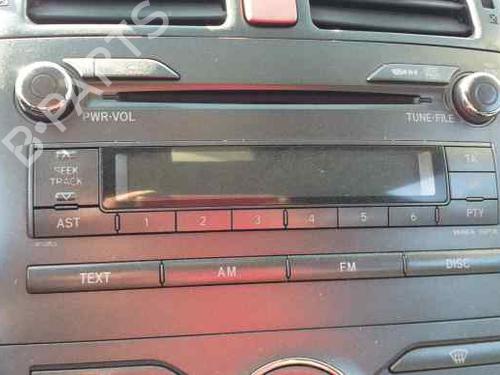 PWR•VOL
TUNE•FILE
SEEK
TRACK
TA
AST
1
2
3
4
5
6
PTY
TEXT
AM
FM
DISC
B-PARTS